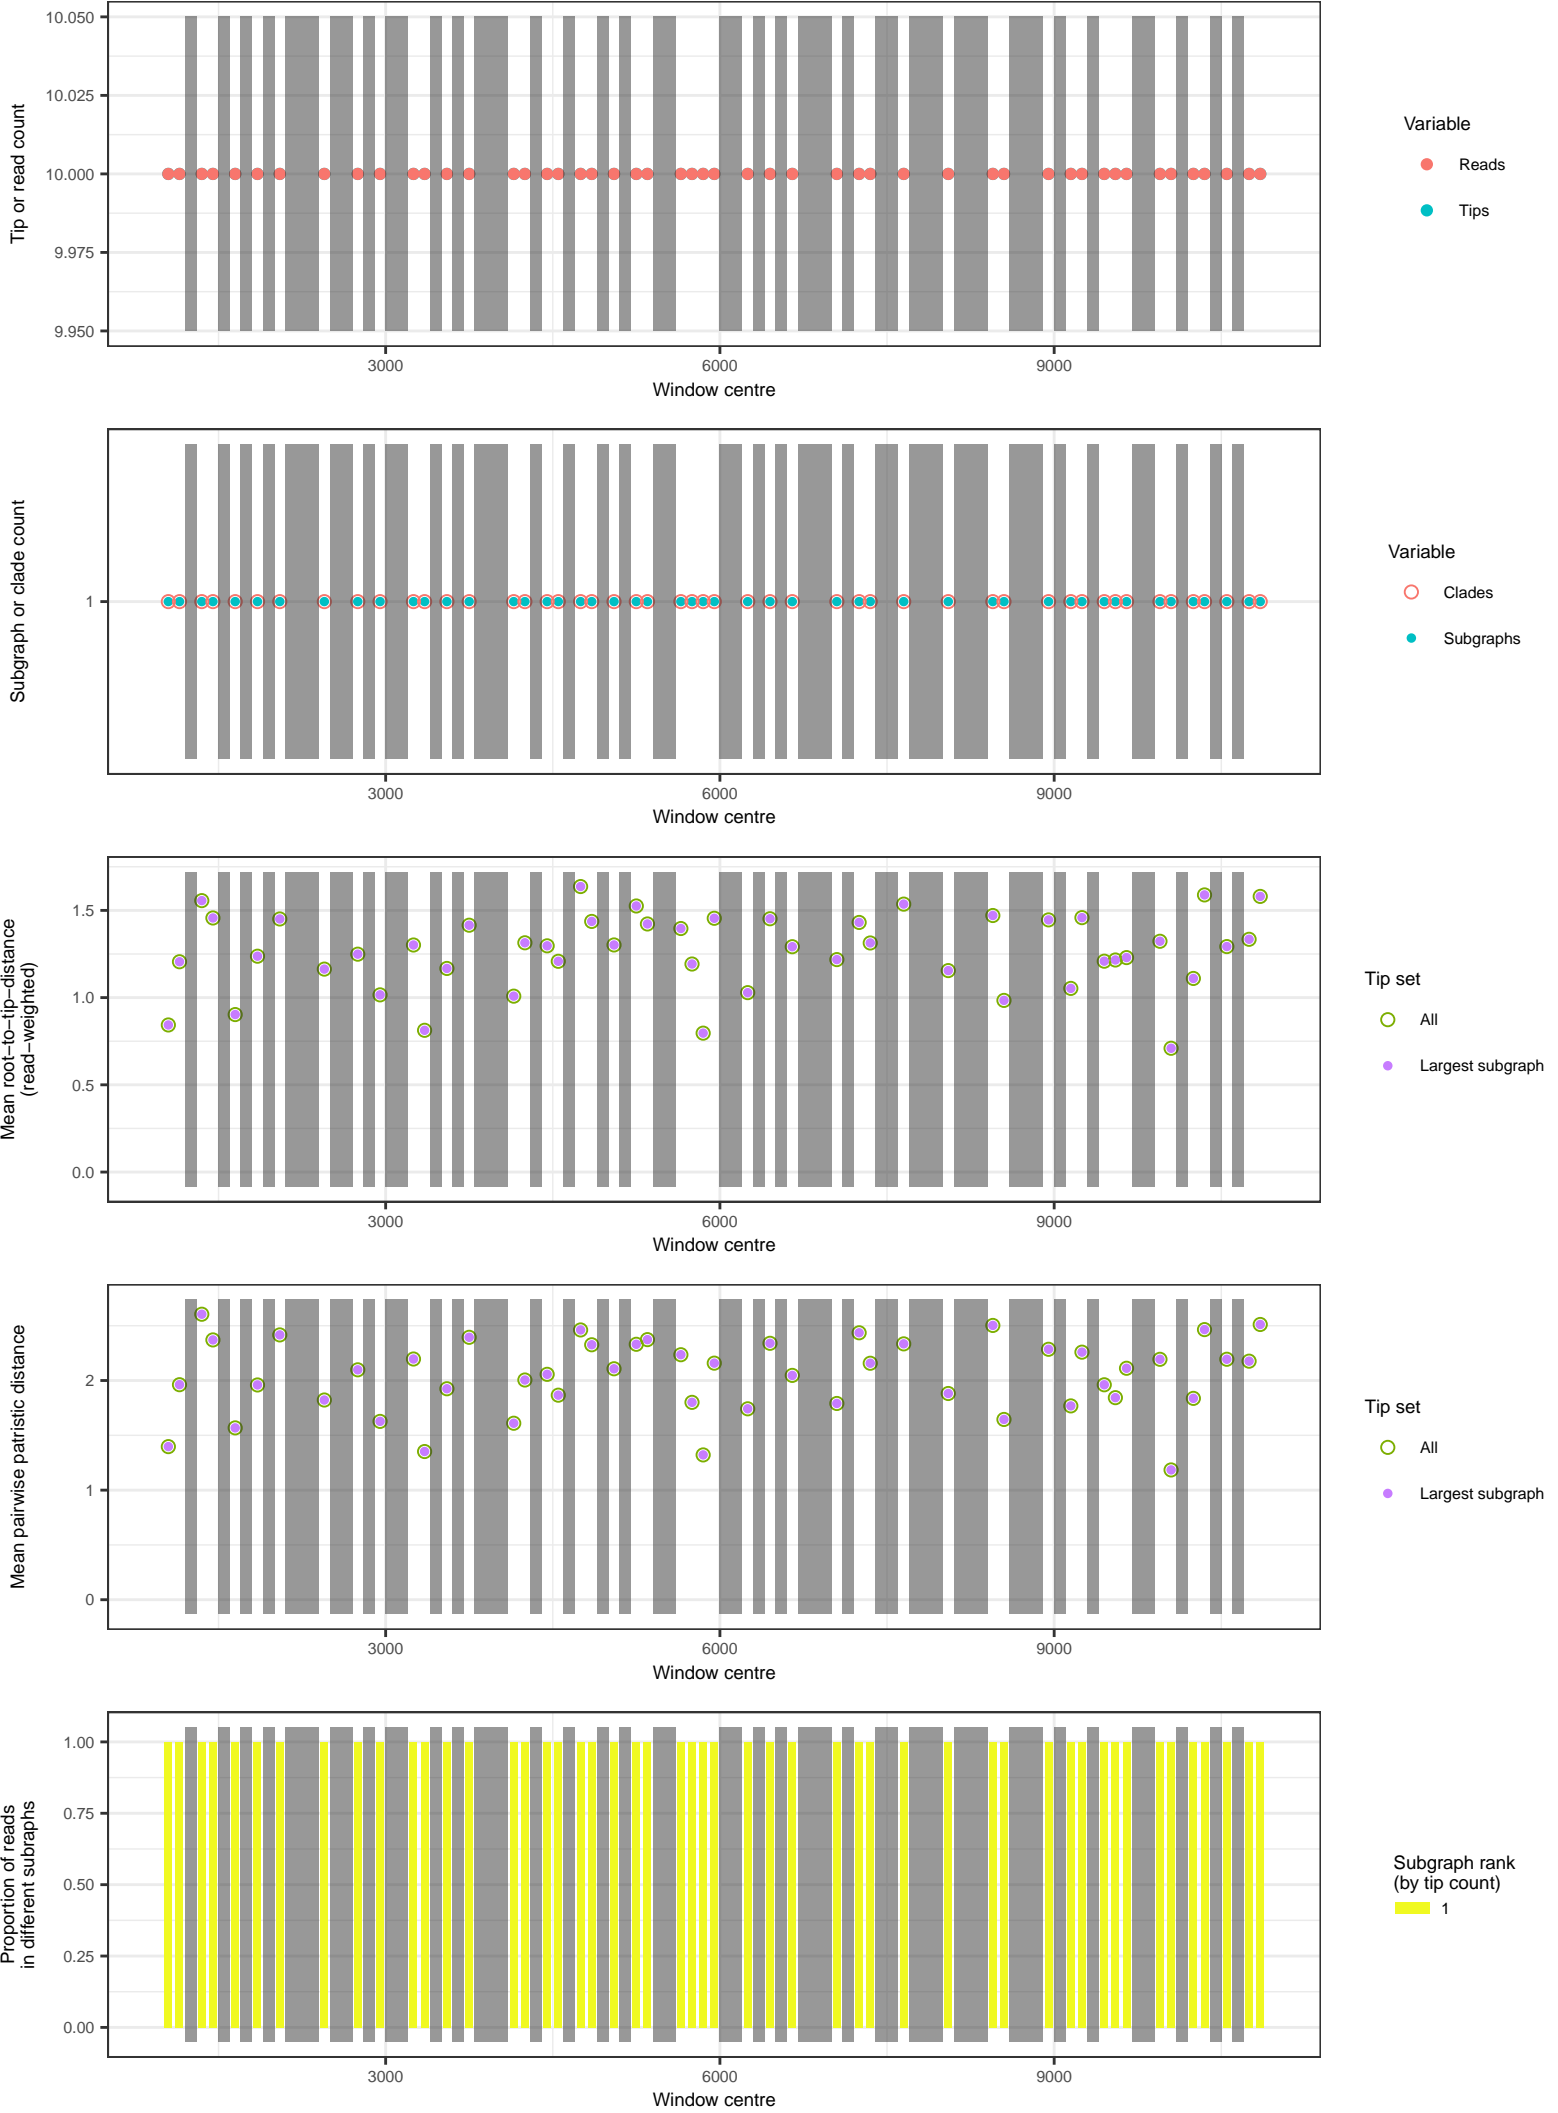 10.050
10.025
10.000
9.975
9.950
Tip or read count
3000
6000
9000
Window centre
Variable
Reads
Tips
1
Subgraph or clade count
3000
6000
9000
Window centre
Variable
Clades
Subgraphs
1.5
1.0
0.5
0.0
Mean root−to−tip−distance
(read−weighted)
3000
6000
9000
Window centre
Tip set
All
Largest subgraph
2
1
0
Mean pairwise patristic distance
3000
6000
9000
Window centre
Tip set
All
Largest subgraph
1.00
0.75
0.50
0.25
0.00
Proportion of reads
in different subraphs
3000
6000
9000
Window centre
Subgraph rank
(by tip count)
1